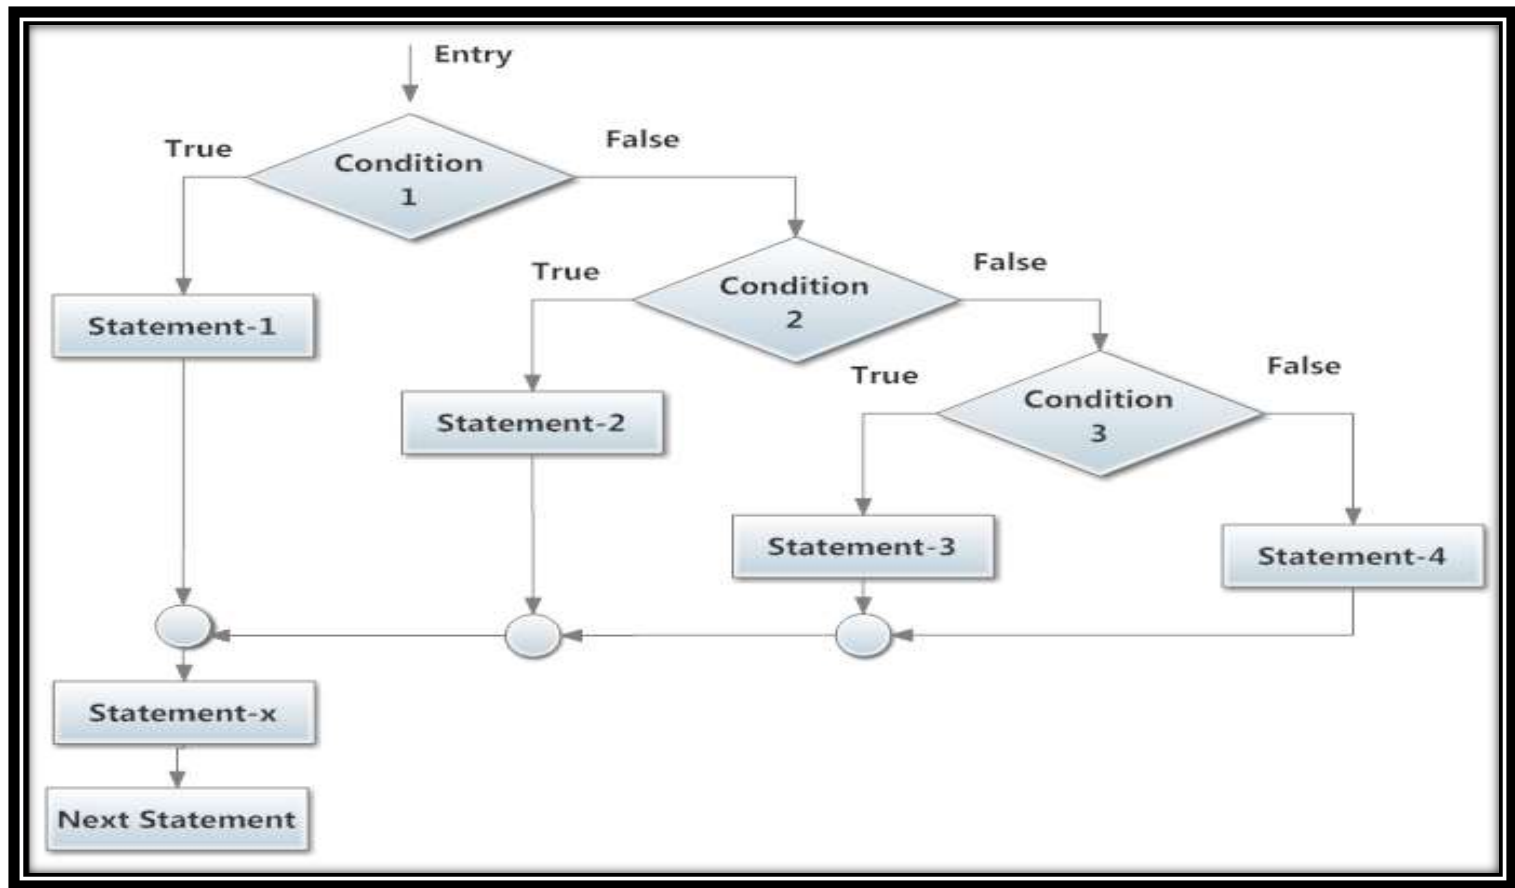 Entry
True
False
Condition
1
True
False
Condition
2
Statement-1
True
False
Condition
3
Statement-2
Statement-3
Statement-4
Statement-x
Next Statement